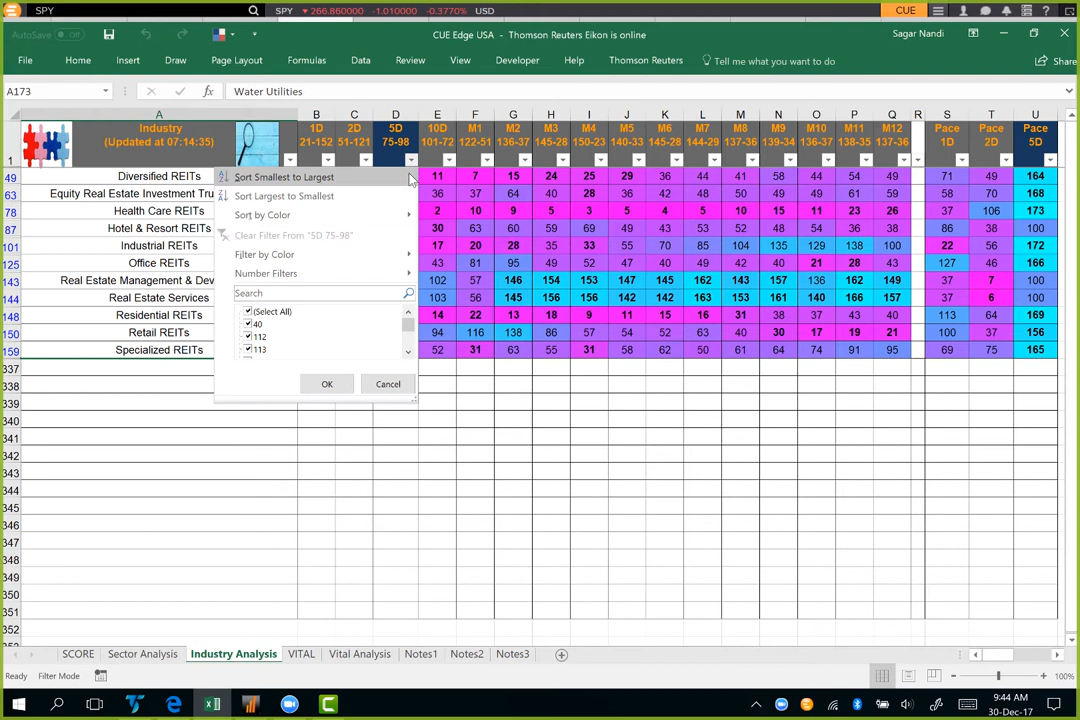 SPY SPY 266.860000 -1.010000 -0.3770% USD CUE
AutoSave Off CUE Edge USA - Thomson Reuters Eikon is online Sagar Nandi
File Home Insert Draw Page Layout Formulas Data Review View Developer Help Thomson Reuters Tell me what you want to do Share
A173 fx Water Utilities
A B C D E F G H I J K L M N O P Q R S T U
Industry 1D 2D 5D 10D M1 M2 M3 M4 M5 M6 M7 M8 M9 M10 M11 M12 Pace Pace Pace
(Updated at 07:14:35) 21-152 51-121 75-98 101-72 122-51 136-37 145-28 150-23 140-33 136-37 144-29 137-36 139-34 137-36 138-35 137-36 1D 2D 5D
1
49 Diversified REITs Sort Smallest to Largest 11 7 15 24 25 29 36 44 49 58 44 54 49 71 49 164
63 Equity Real Estate Investment Tru Sort Largest to Smallest 36 37 64 40 28 36 42 48 50 49 49 61 59 58 70 168
78 Health Care REITs Sort by Color 2 10 9 5 3 5 4 5 10 15 11 23 26 37 106 173
87 Hotel & Resort REITs Clear Filter From "5D 75-98" 30 63 60 59 69 49 43 53 52 48 54 36 38 86 38 100
101 Industrial REITs Filter by Color 17 20 28 35 33 55 70 85 104 135 129 138 100 22 56 172
125 Office REITs Number Filters 43 81 95 49 52 47 40 49 42 40 21 28 43 127 46 166
143 Real Estate Management & Dev Search 102 57 146 154 153 147 145 162 143 157 136 162 149 37 7 100
144 Real Estate Services (Select All) 103 56 145 156 142 142 163 153 161 140 166 157 37 6 100
148 Residential REITs 40 14 22 13 18 9 11 15 16 31 38 37 43 40 113 64 169
150 Retail REITs 112 94 116 138 86 57 54 52 63 40 30 17 19 21 100 37 156
159 Specialized REITs 113 52 31 63 55 31 58 62 50 61 64 74 91 95 69 75 165
337
338 OK Cancel
339
340
341
342
343
344
345
346
347
348
349
350
351
352
SCORE Sector Analysis Industry Analysis VITAL Vital Analysis Notes1 Notes2 Notes3
Ready Filter Mode 100%
9:44 AM
30-Dec-17